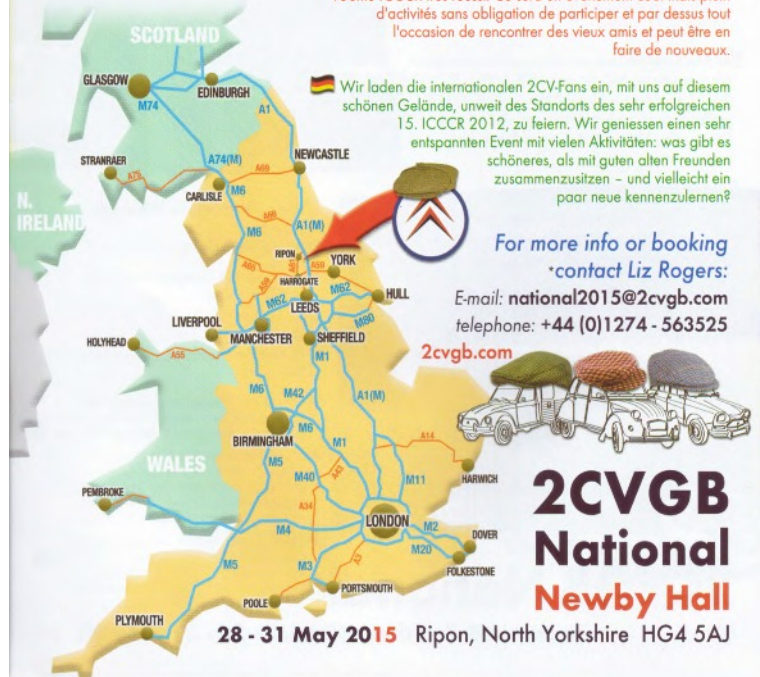 d'activités sans obligation de participer et par dessus tout
l'occasion de rencontrer des vieux amis et peut être en
faire de nouveaux.
Wir laden die internationalen 2CV-Fans ein, mit uns auf diesem
schönen Gelände, unweit des Standorts des sehr erfolgreichen
15. ICCCR 2012, zu feiern. Wir geniessen einen sehr
entspannten Event mit vielen Aktivitäten: was gibt es
schöneres, als mit guten alten Freunden
zusammenzusitzen – und vielleicht ein
paar neue kennenzulernen?
For more info or booking
contact Liz Rogers:
E-mail: national2015@2cvgb.com
telephone: +44 (0)1274 - 563525
2cvgb.com
SCOTLAND
GLASGOW
EDINBURGH
M74
A1
STRANRAER
A75
A74(M)
A69
NEWCASTLE
CARLISLE
M6
A66
N.
IRELAND
M6
A1(M)
RIPON
A61
YORK
A65
A59
A59
HARROGATE
M62
M62
LEEDS
HULL
M80
LIVERPOOL
MANCHESTER
SHEFFIELD
HOLYHEAD
A55
M1
M6
M42
A1(M)
BIRMINGHAM
M6
M1
A14
WALES
M5
M40
A43
M11
HARWICH
PEMBROKE
A34
LONDON
M4
M2
DOVER
M5
M3
A3
M20
FOLKESTONE
POOLE
PORTSMOUTH
PLYMOUTH
2CVGB
National
Newby Hall
28 - 31 May 2015 Ripon, North Yorkshire HG4 5AJ